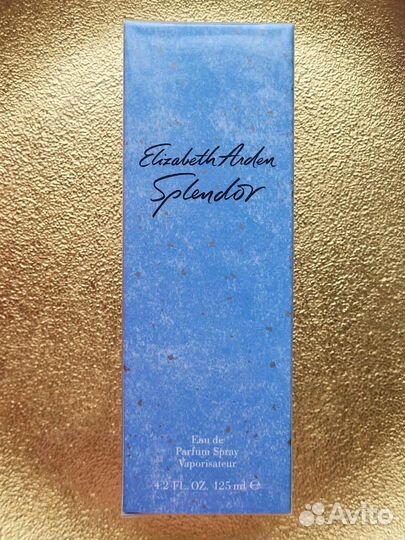 Elizabeth Arden
Splendor
Eau de
Parfum Spray
Vaporisateur
4.2 FL. OZ. 125 ml ℮
Avito